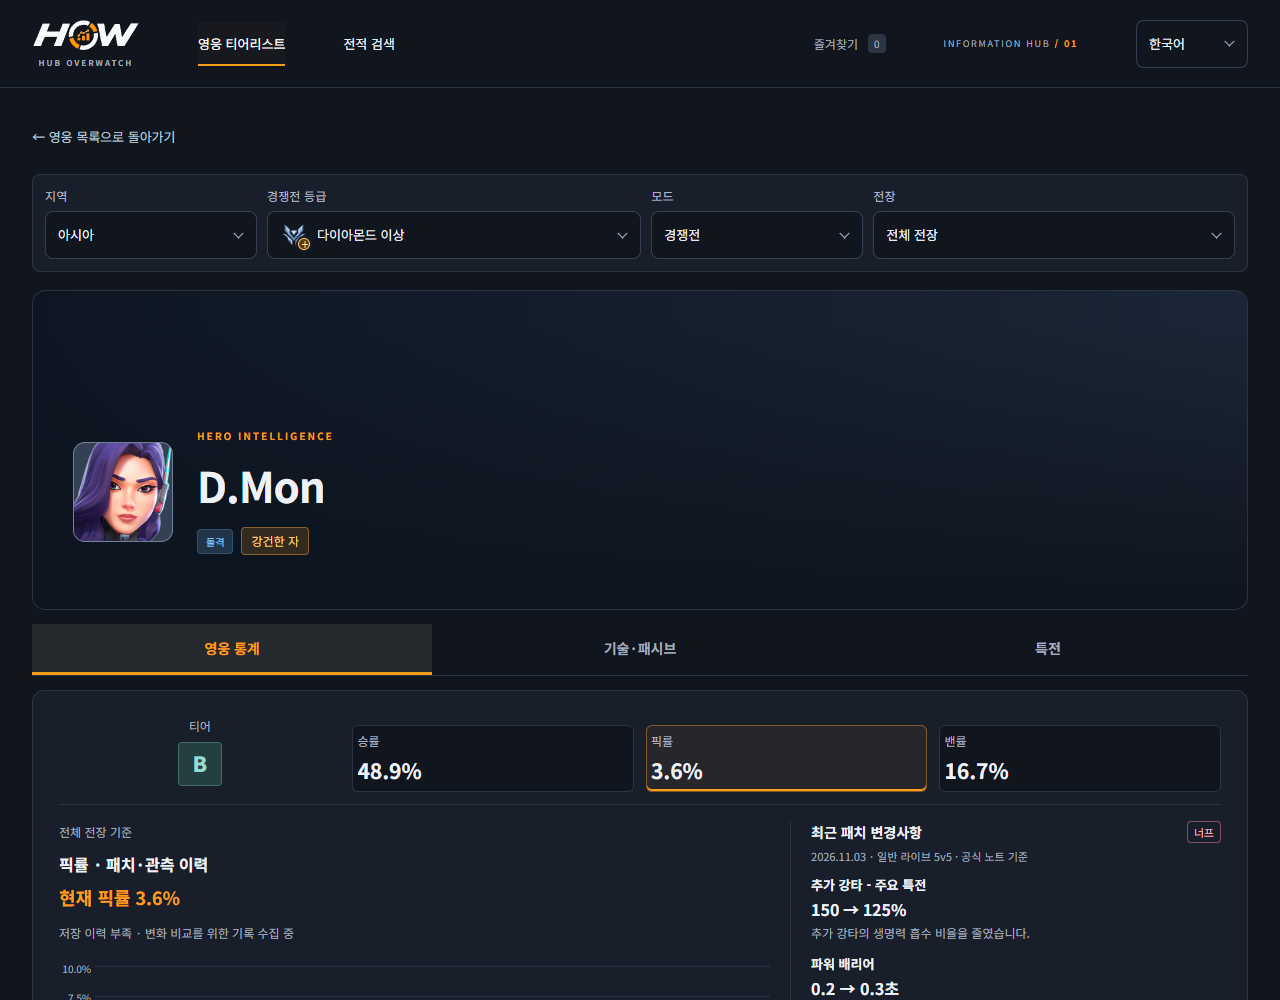 HOW
HUB OVERWATCH
영웅 티어리스트
전적 검색
즐겨찾기 0
INFORMATION HUB / 01
한국어
← 영웅 목록으로 돌아가기
지역
경쟁전 등급
모드
전장
아시아
다이아몬드 이상
경쟁전
전체 전장
HERO INTELLIGENCE
D.Mon
돌격
강건한 자
영웅 통계
기술·패시브
특전
티어
B
승률
48.9%
픽률
3.6%
밴률
16.7%
전체 전장 기준
픽률 · 패치·관측 이력
현재 픽률 3.6%
저장 이력 부족 · 변화 비교를 위한 기록 수집 중
10.0%
7.5%
최근 패치 변경사항
너프
2026.11.03 · 일반 라이브 5v5 · 공식 노트 기준
추가 강타 - 주요 특전
150 → 125%
추가 강타의 생명력 흡수 비율을 줄였습니다.
파워 배리어
0.2 → 0.3초